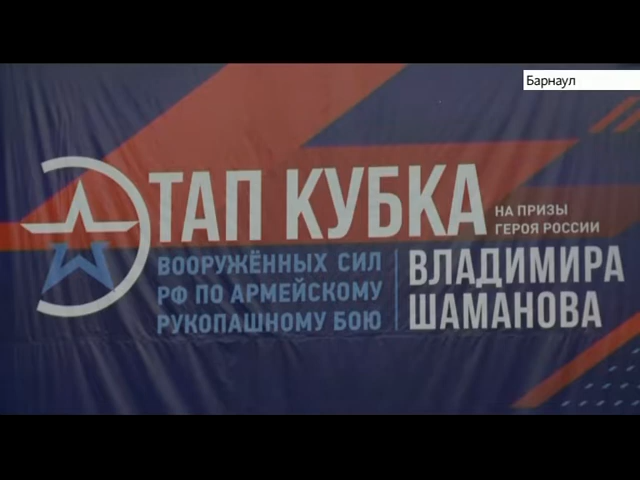 Барнаул
ЭТАП КУБКА
НА ПРИЗЫ
ГЕРОЯ РОССИИ
ВООРУЖЁННЫХ СИЛ
РФ ПО АРМЕЙСКОМУ
РУКОПАШНОМУ БОЮ
ВЛАДИМИРА
ШАМАНОВА